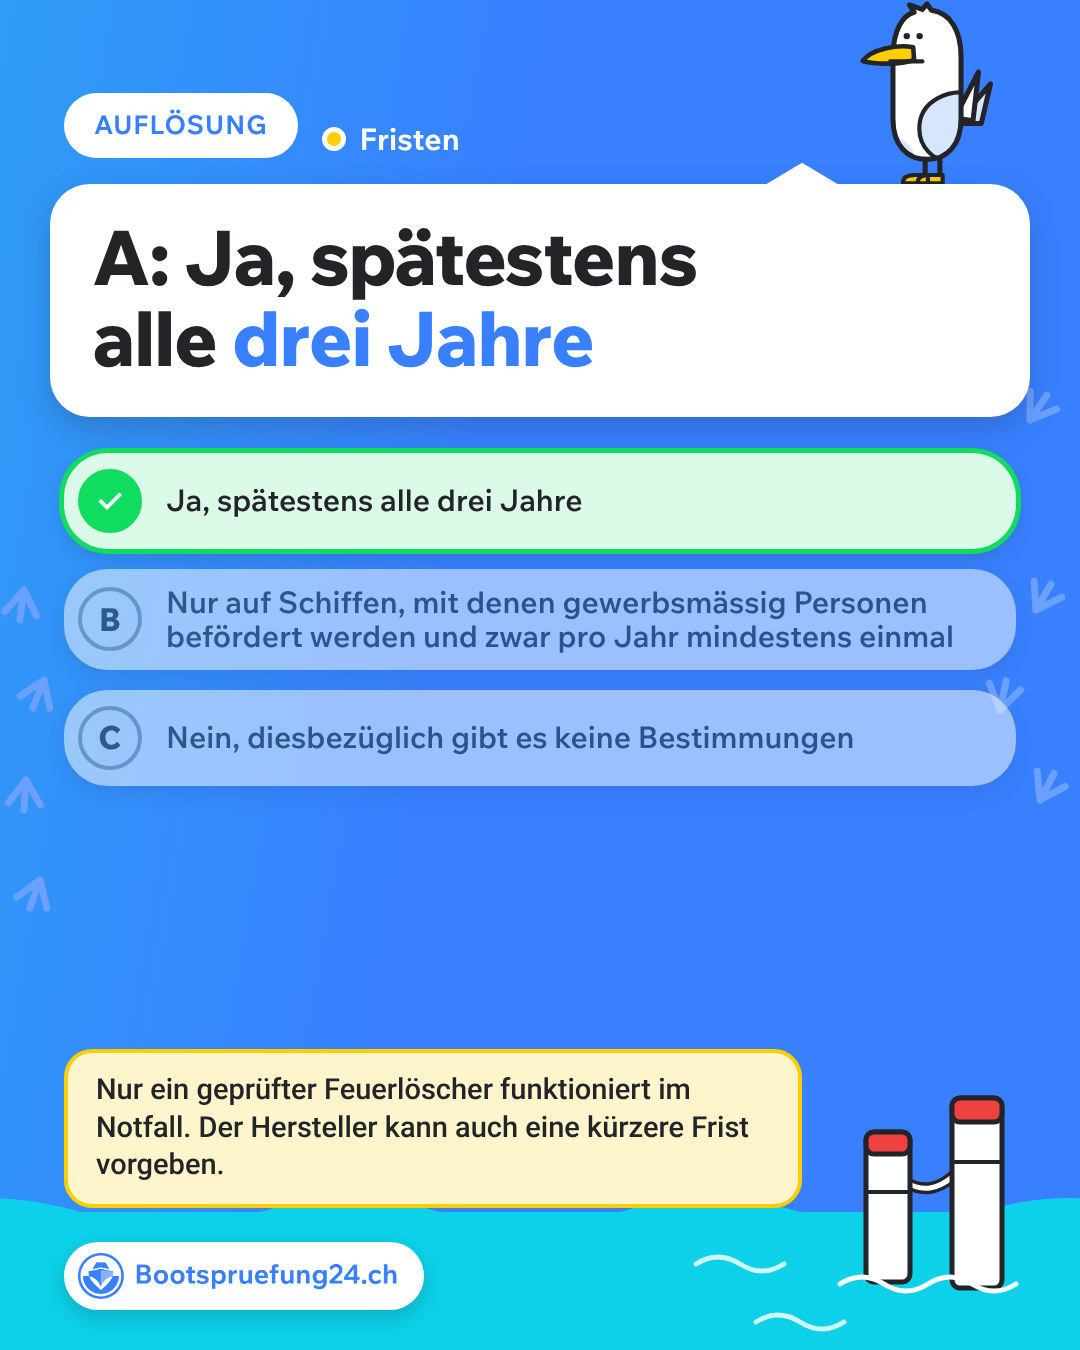 AUFLÖSUNG
Fristen
A: Ja, spätestens
alle drei Jahre
Ja, spätestens alle drei Jahre
B
Nur auf Schiffen, mit denen gewerbsmässig Personen
befördert werden und zwar pro Jahr mindestens einmal
C
Nein, diesbezüglich gibt es keine Bestimmungen
Nur ein geprüfter Feuerlöscher funktioniert im
Notfall. Der Hersteller kann auch eine kürzere Frist
vorgeben.
Bootspruefung24.ch